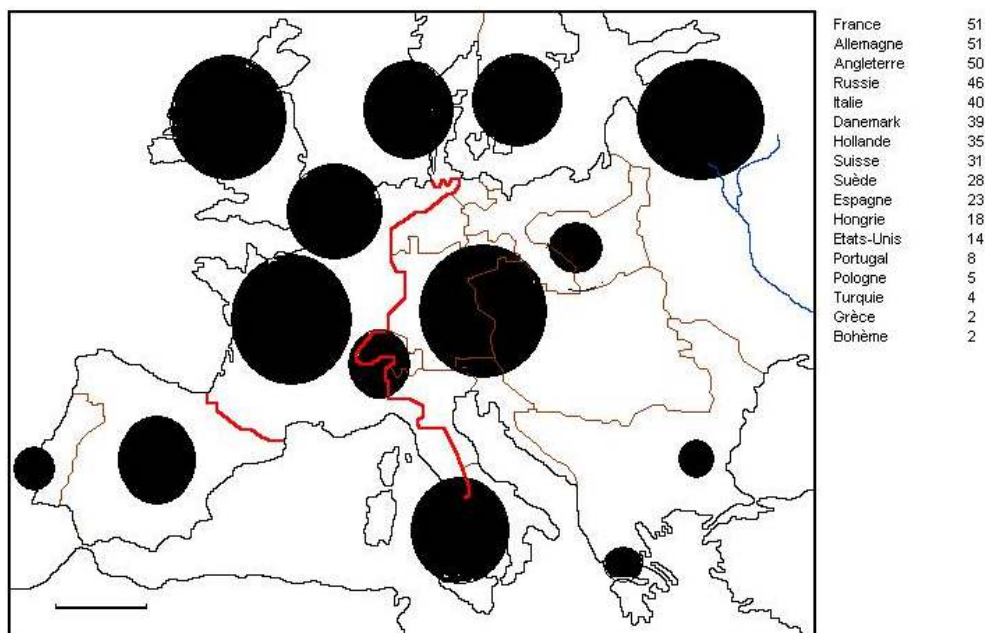 France 51
Allemagne 51
Angleterre 50
Russie 46
Italie 40
Danemark 39
Hollande 35
Suisse 31
Suède 28
Espagne 23
Hongrie 18
Etats-Unis 14
Portugal 8
Pologne 5
Turquie 4
Grèce 2
Bohème 2